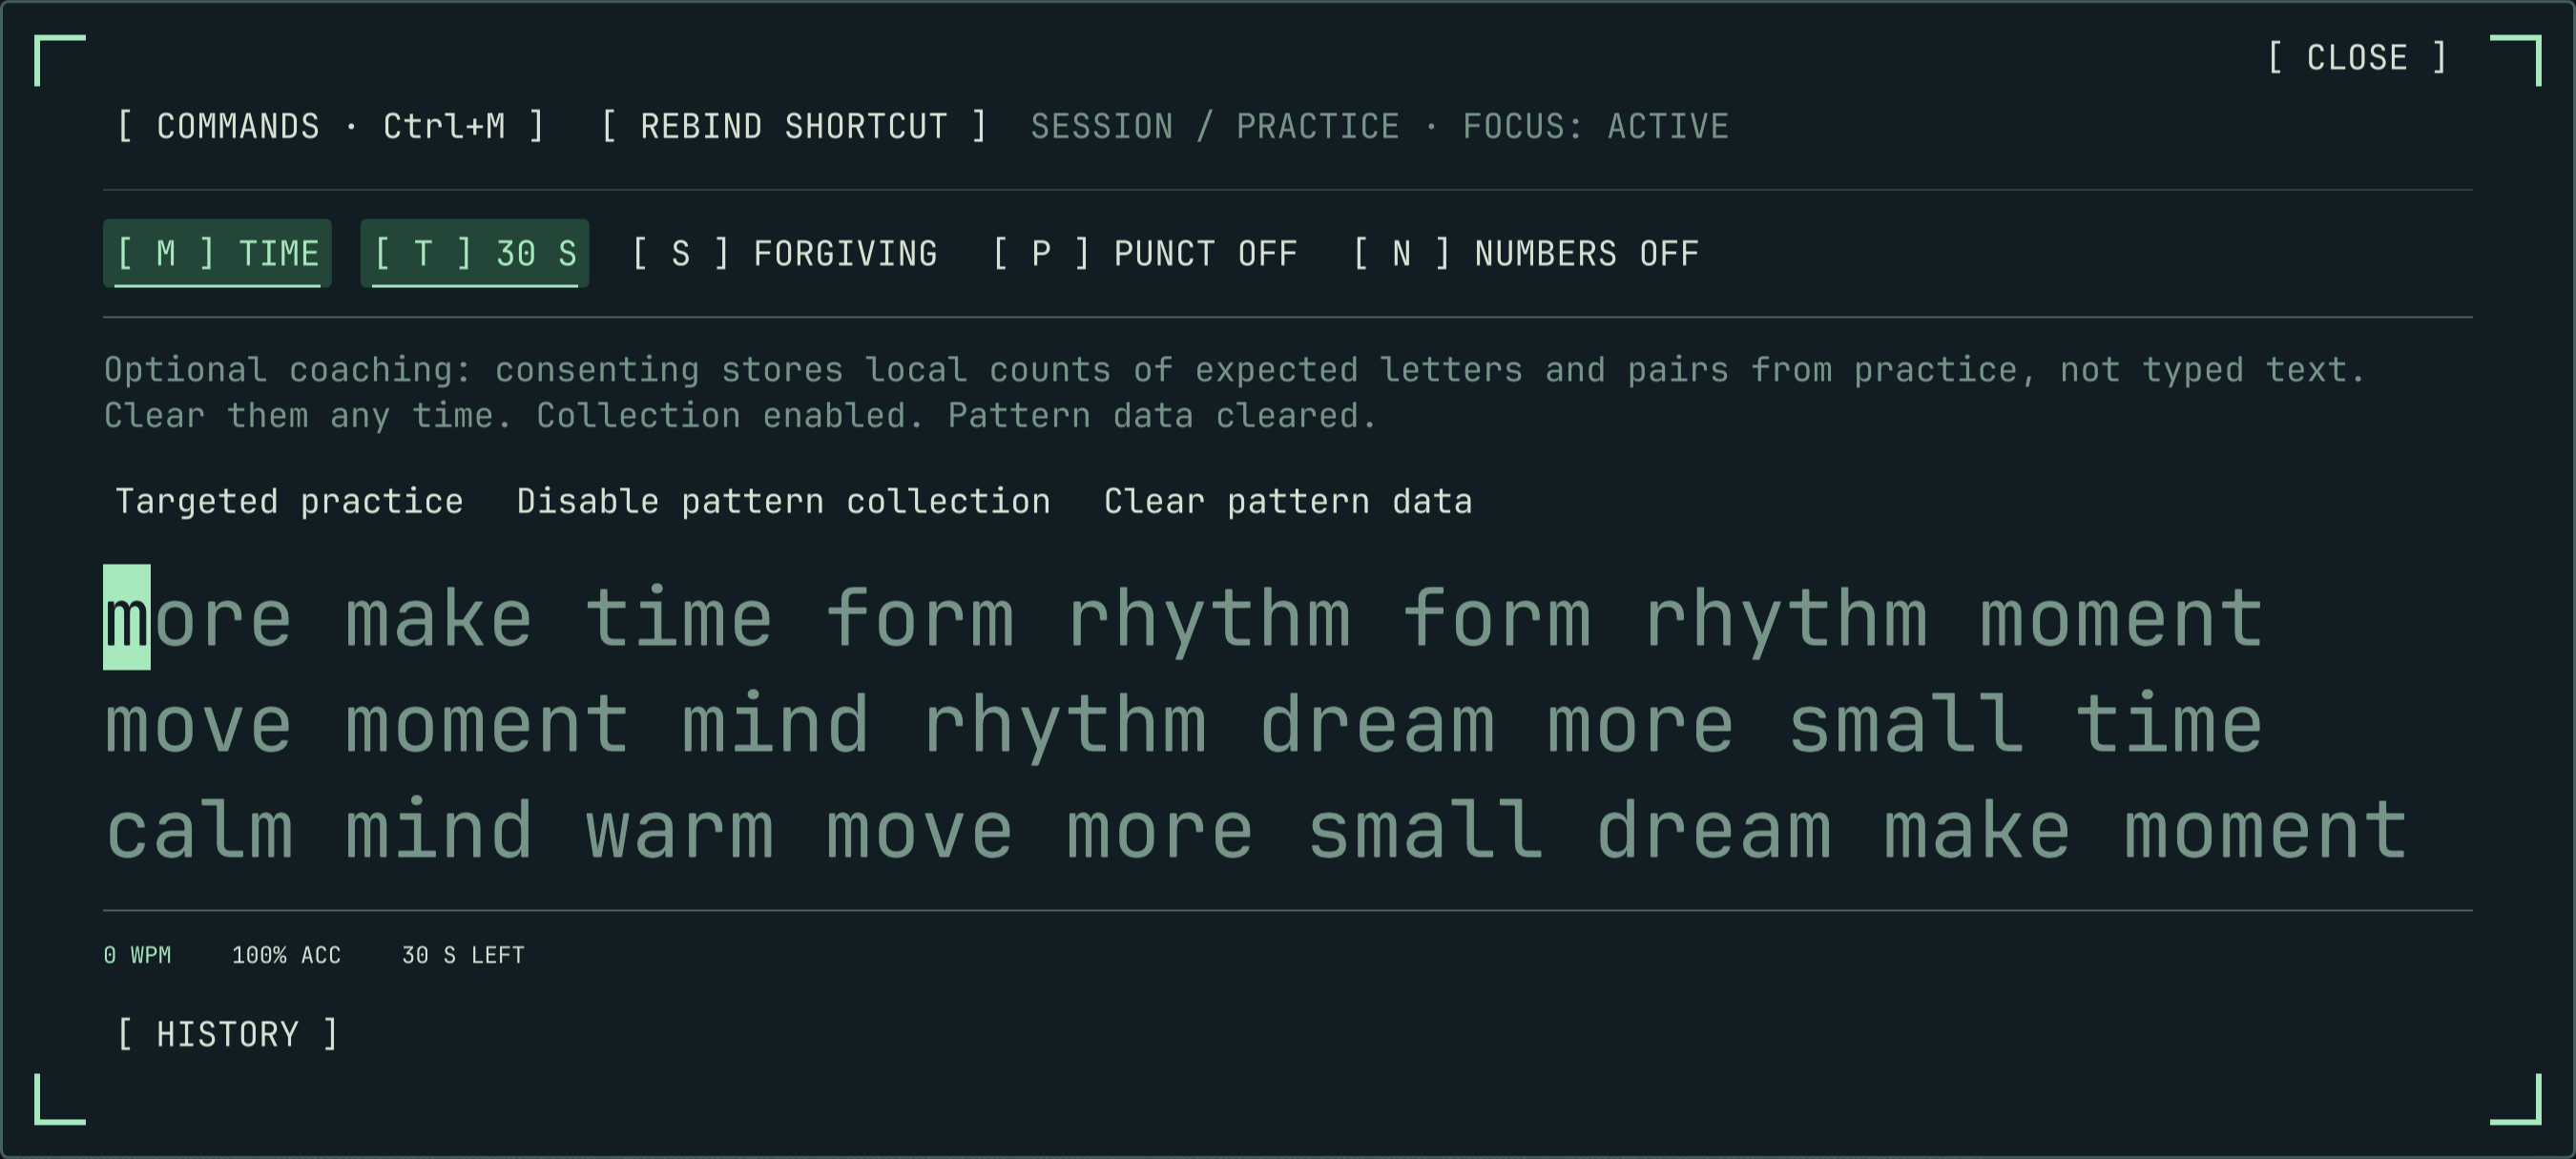 [ CLOSE ]
[ COMMANDS · Ctrl+M ] [ REBIND SHORTCUT ] SESSION / PRACTICE · FOCUS: ACTIVE
[ M ] TIME [ T ] 30 S [ S ] FORGIVING [ P ] PUNCT OFF [ N ] NUMBERS OFF
Optional coaching: consenting stores local counts of expected letters and pairs from practice, not typed text.
Clear them any time. Collection enabled. Pattern data cleared.
Targeted practice Disable pattern collection Clear pattern data
more make time form rhythm form rhythm moment
move moment mind rhythm dream more small time
calm mind warm move more small dream make moment
0 WPM 100% ACC 30 S LEFT
[ HISTORY ]